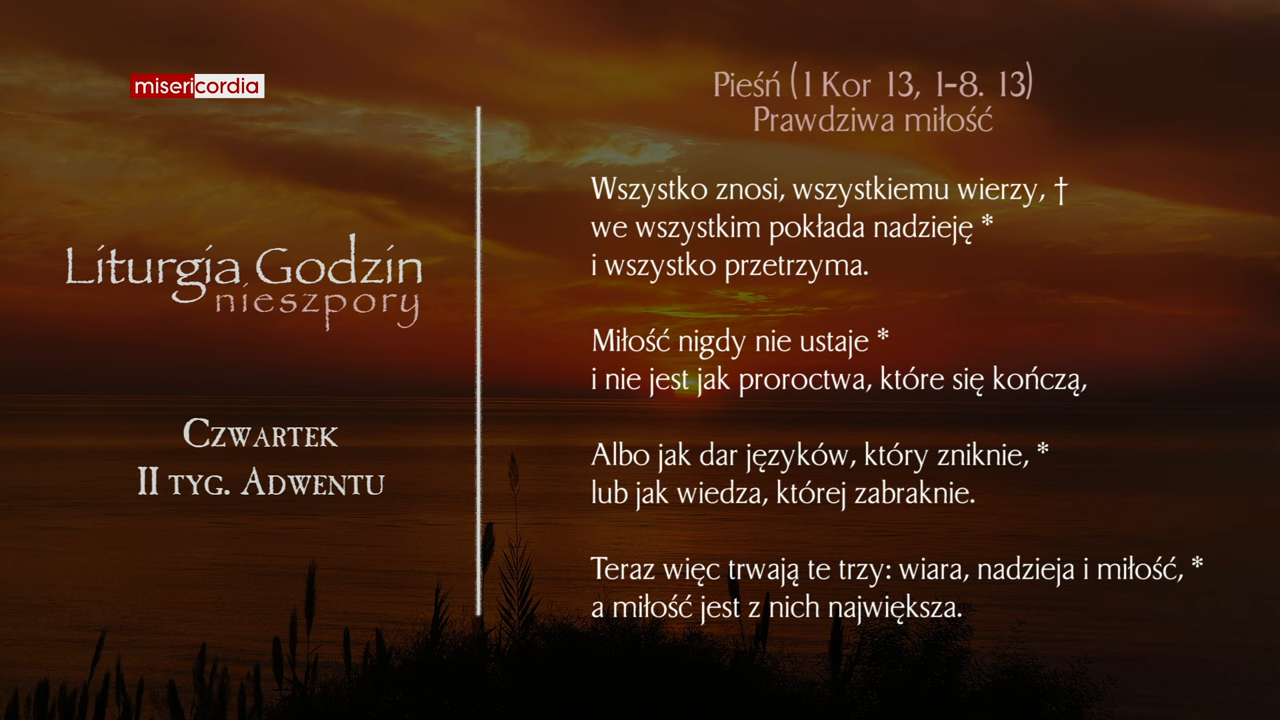 misericordia
Liturgia Godzin
nieszpory
Czwartek
II tyg. Adwentu
Pieśń (1 Kor 13, 1-8. 13)
Prawdziwa miłość
Wszystko znosi, wszystkiemu wierzy, †
we wszystkim pokłada nadzieję *
i wszystko przetrzyma.
Miłość nigdy nie ustaje *
i nie jest jak proroctwa, które się kończą,
Albo jak dar języków, który zniknie, *
lub jak wiedza, której zabraknie.
Teraz więc trwają te trzy: wiara, nadzieja i miłość, *
a miłość jest z nich największa.